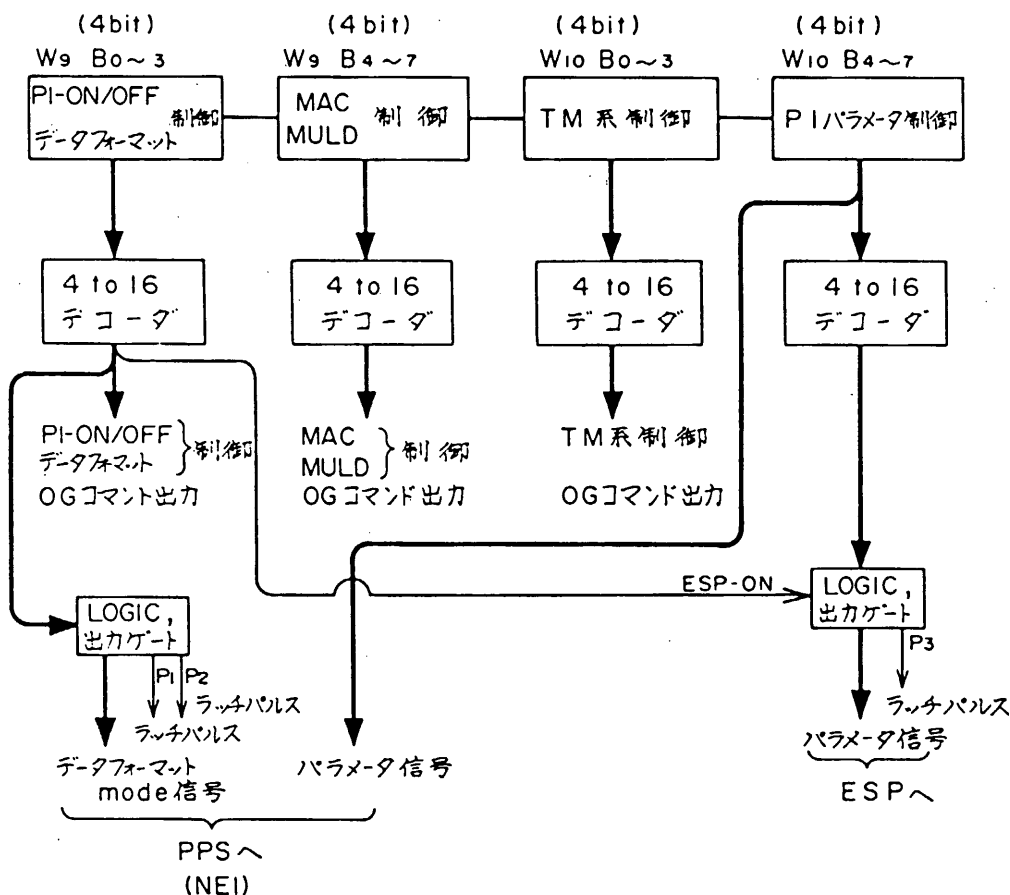 (4bit)
W9 B0～3
PI-ON/OFF
データフォーマット
制御
(4bit)
W9 B4～7
MAC
MULD
制御
(4bit)
W10 B0～3
TM系制御
(4bit)
W10 B4～7
PIパラメータ制御
4 to 16
デコーダ
4 to 16
デコーダ
4 to 16
デコーダ
4 to 16
デコーダ
PI-ON/OFF
データフォーマット
制御
OGコマント出力
MAC
MULD
制御
OGコマンド出力
TM系制御
OGコマンド出力
ESP-ON
LOGIC,
出力ゲート
P1
P2
ラッチパルス
ラッチパルス
データフォーマット
mode信号
パラメータ信号
PPSへ
(NEI)
LOGIC,
出力ゲート
P3
ラッチパルス
パラメータ信号
ESPへ